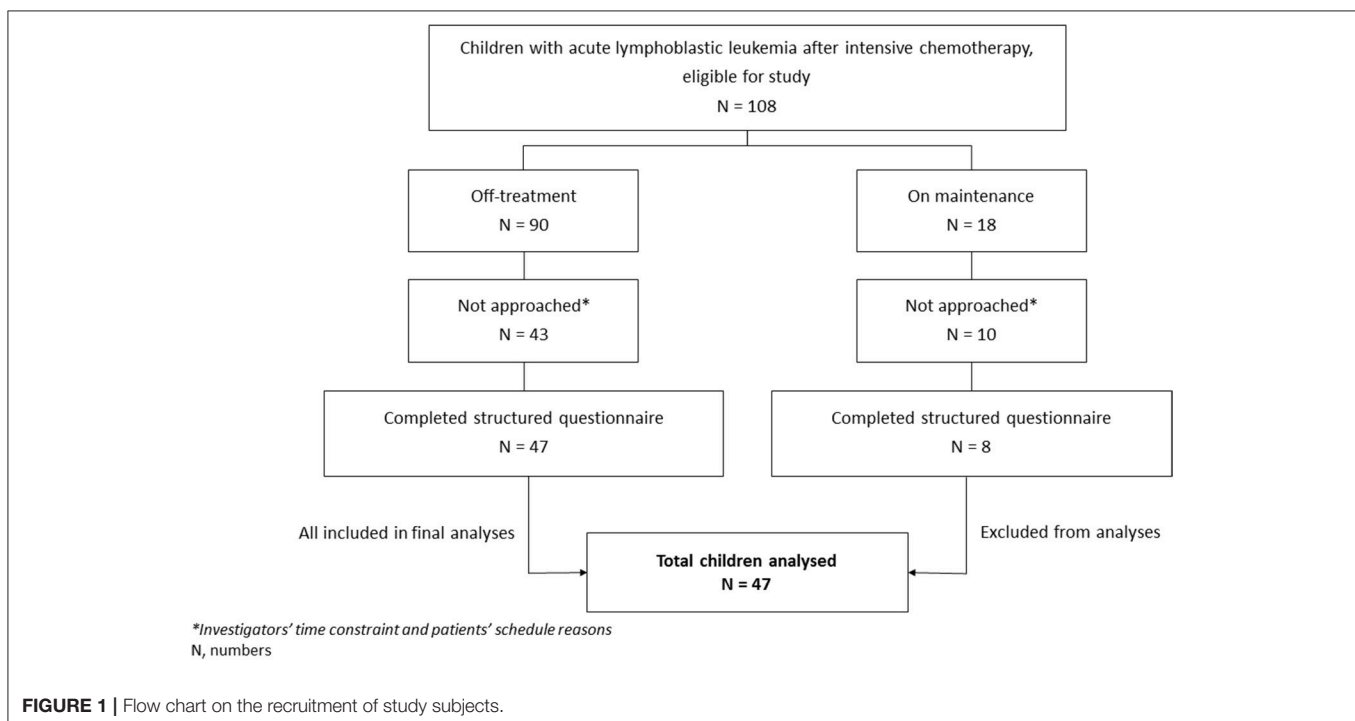 Children with acute lymphoblastic leukemia after intensive chemotherapy,
eligible for study
N = 108
Off-treatment
N = 90
On maintenance
N = 18
Not approached*
N = 43
Not approached*
N = 10
Completed structured questionnaire
N = 47
Completed structured questionnaire
N = 8
All included in final analyses
Excluded from analyses
Total children analysed
N = 47
*Investigators' time constraint and patients' schedule reasons
N, numbers
FIGURE 1 | Flow chart on the recruitment of study subjects.